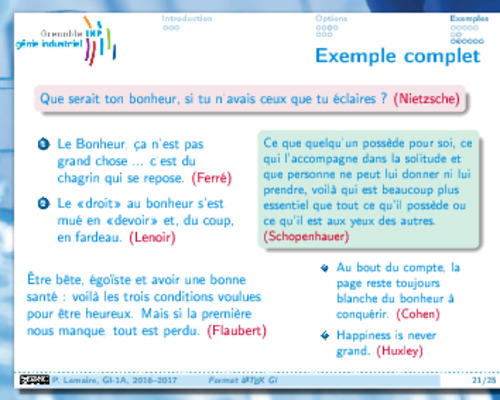 Grenoble INP
génie industriel
Introduction
Options
Exemples
Exemple complet
Que serait ton bonheur, si tu n'avais ceux que tu éclaires ? (Nietzsche)
1 Le Bonheur, ça n'est pas
grand chose ... c'est du
chagrin qui se repose. (Ferré)
2 Le «droit» au bonheur s'est
mué en «devoir» et, du coup,
en fardeau. (Lenoir)
Ce que quelqu'un possède pour soi, ce
qui l'accompagne dans la solitude et
que personne ne peut lui donner ni lui
prendre, voilà qui est beaucoup plus
essentiel que tout ce qu'il possède ou
ce qu'il est aux yeux des autres.
(Schopenhauer)
Être bête, égoïste et avoir une bonne
santé : voilà les trois conditions voulues
pour être heureux. Mais si la première
nous manque, tout est perdu. (Flaubert)
Au bout du compte, la
page reste toujours
blanche du bonheur à
conquérir. (Cohen)
Happiness is never
grand. (Huxley)
P. Lemaire, GI-1A, 2016–2017
Format LATEX GI
21/25